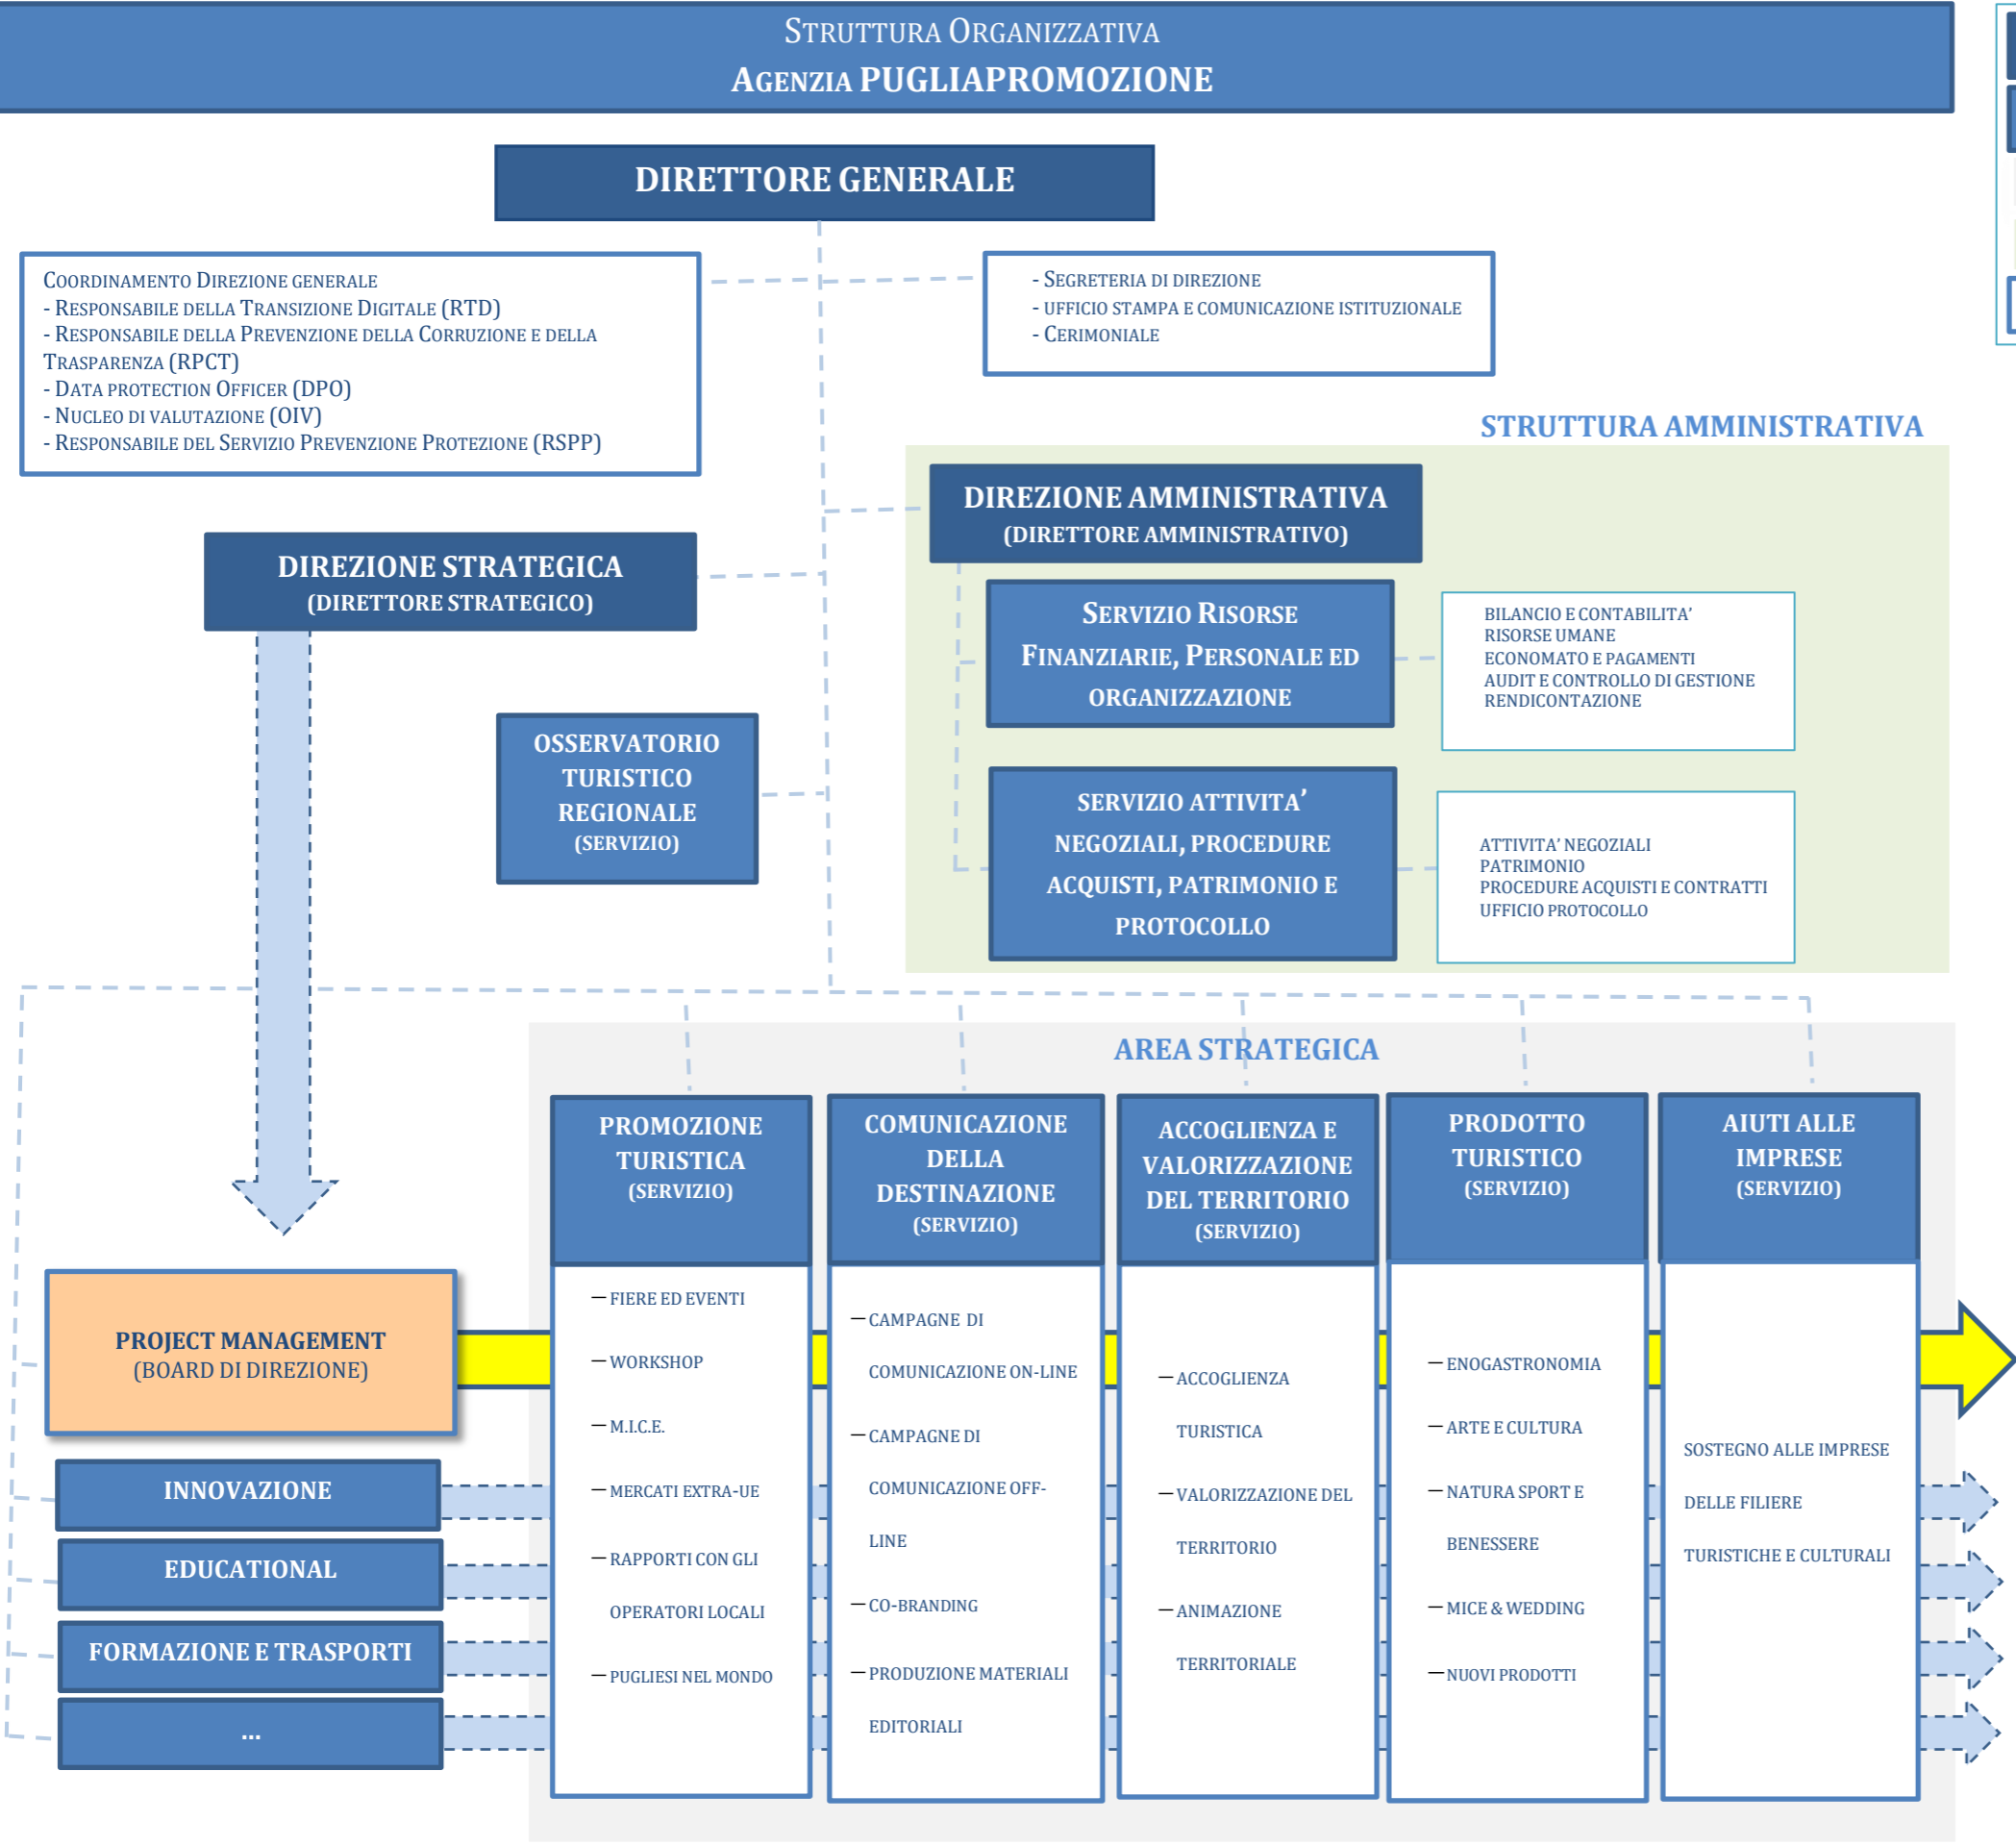 Struttura Organizzativa
Agenzia PUGLIAPROMOZIONE
DIRETTORE GENERALE
Coordinamento Direzione generale
- Responsabile della Transizione Digitale (RTD)
- Responsabile della Prevenzione della Corruzione e della
Trasparenza (RPCT)
- Data protection Officer (DPO)
- Nucleo di valutazione (OIV)
- Responsabile del Servizio Prevenzione Protezione (RSPP)
- Segreteria di direzione
- ufficio stampa e comunicazione istituzionale
- Cerimoniale
STRUTTURA AMMINISTRATIVA
DIREZIONE AMMINISTRATIVA
(DIRETTORE AMMINISTRATIVO)
DIREZIONE STRATEGICA
(DIRETTORE STRATEGICO)
Servizio Risorse
Finanziarie, Personale ed
organizzazione
BILANCIO E CONTABILITA’
RISORSE UMANE
ECONOMATO E PAGAMENTI
AUDIT E CONTROLLO DI GESTIONE
RENDICONTAZIONE
OSSERVATORIO
TURISTICO
REGIONALE
(SERVIZIO)
SERVIZIO ATTIVITA’
NEGOZIALI, PROCEDURE
ACQUISTI, PATRIMONIO E
PROTOCOLLO
ATTIVITA’ NEGOZIALI
PATRIMONIO
PROCEDURE ACQUISTI E CONTRATTI
UFFICIO PROTOCOLLO
AREA STRATEGICA
PROMOZIONE
TURISTICA
(SERVIZIO)
COMUNICAZIONE
DELLA
DESTINAZIONE
(SERVIZIO)
ACCOGLIENZA E
VALORIZZAZIONE
DEL TERRITORIO
(SERVIZIO)
PRODOTTO
TURISTICO
(SERVIZIO)
AIUTI ALLE
IMPRESE
(SERVIZIO)
PROJECT MANAGEMENT
(BOARD DI DIREZIONE)
INNOVAZIONE
EDUCATIONAL
FORMAZIONE E TRASPORTI
...
— FIERE ED EVENTI
— WORKSHOP
— M.I.C.E.
— MERCATI EXTRA-UE
— RAPPORTI CON GLI
OPERATORI LOCALI
— PUGLIESI NEL MONDO
— CAMPAGNE DI
COMUNICAZIONE ON-LINE
— CAMPAGNE DI
COMUNICAZIONE OFF-
LINE
— CO-BRANDING
— PRODUZIONE MATERIALI
EDITORIALI
— ACCOGLIENZA
TURISTICA
— VALORIZZAZIONE DEL
TERRITORIO
— ANIMAZIONE
TERRITORIALE
— ENOGASTRONOMIA
— ARTE E CULTURA
— NATURA SPORT E
BENESSERE
— MICE & WEDDING
— NUOVI PRODOTTI
SOSTEGNO ALLE IMPRESE
DELLE FILIERE
TURISTICHE E CULTURALI